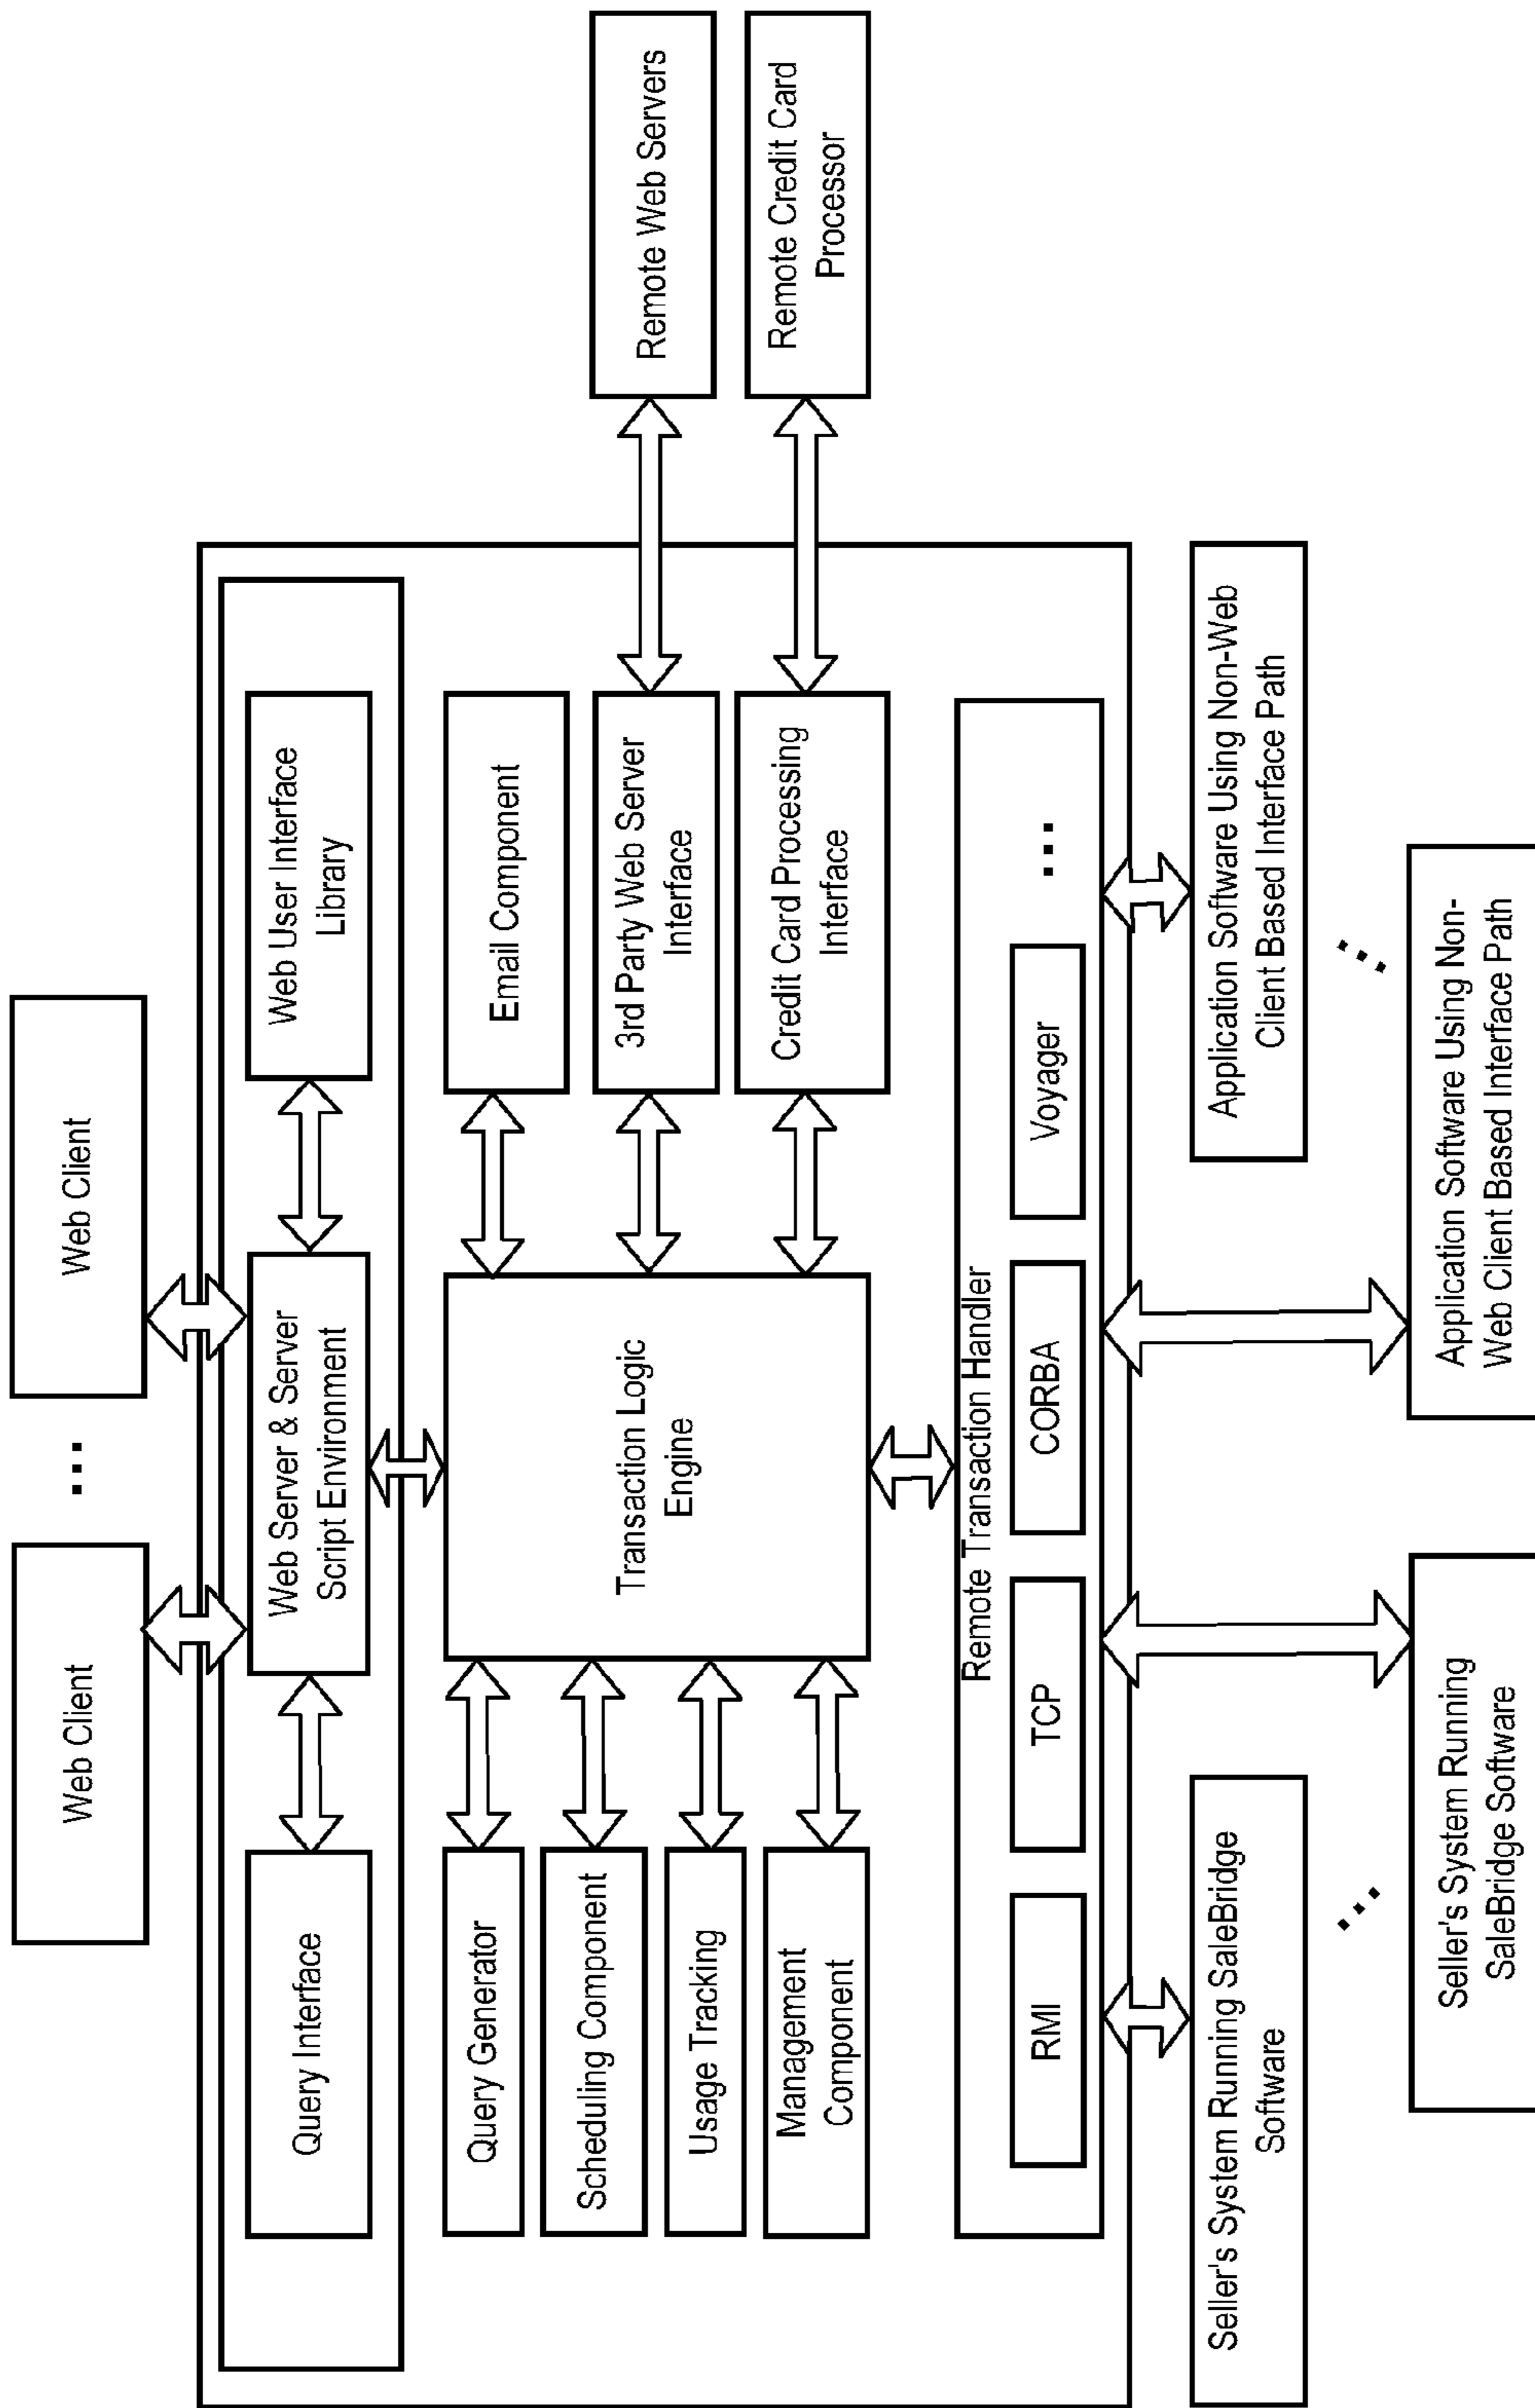 Web Client
...
Web Client
Query Interface
Web Server & Server
Script Environment
Web User Interface
Library
Query Generator
Scheduling Component
Usage Tracking
Management
Component
Transaction Logic
Engine
Email Component
3rd Party Web Server
Interface
Credit Card Processing
Interface
Remote Web Servers
Remote Credit Card
Processor
Remote Transaction Handler
RMI
TCP
CORBA
Voyager
...
Seller's System Running SaleBridge
Software
...
Seller's System Running
SaleBridge Software
Application Software Using Non-Web
Client Based Interface Path
...
Application Software Using Non-
Web Client Based Interface Path